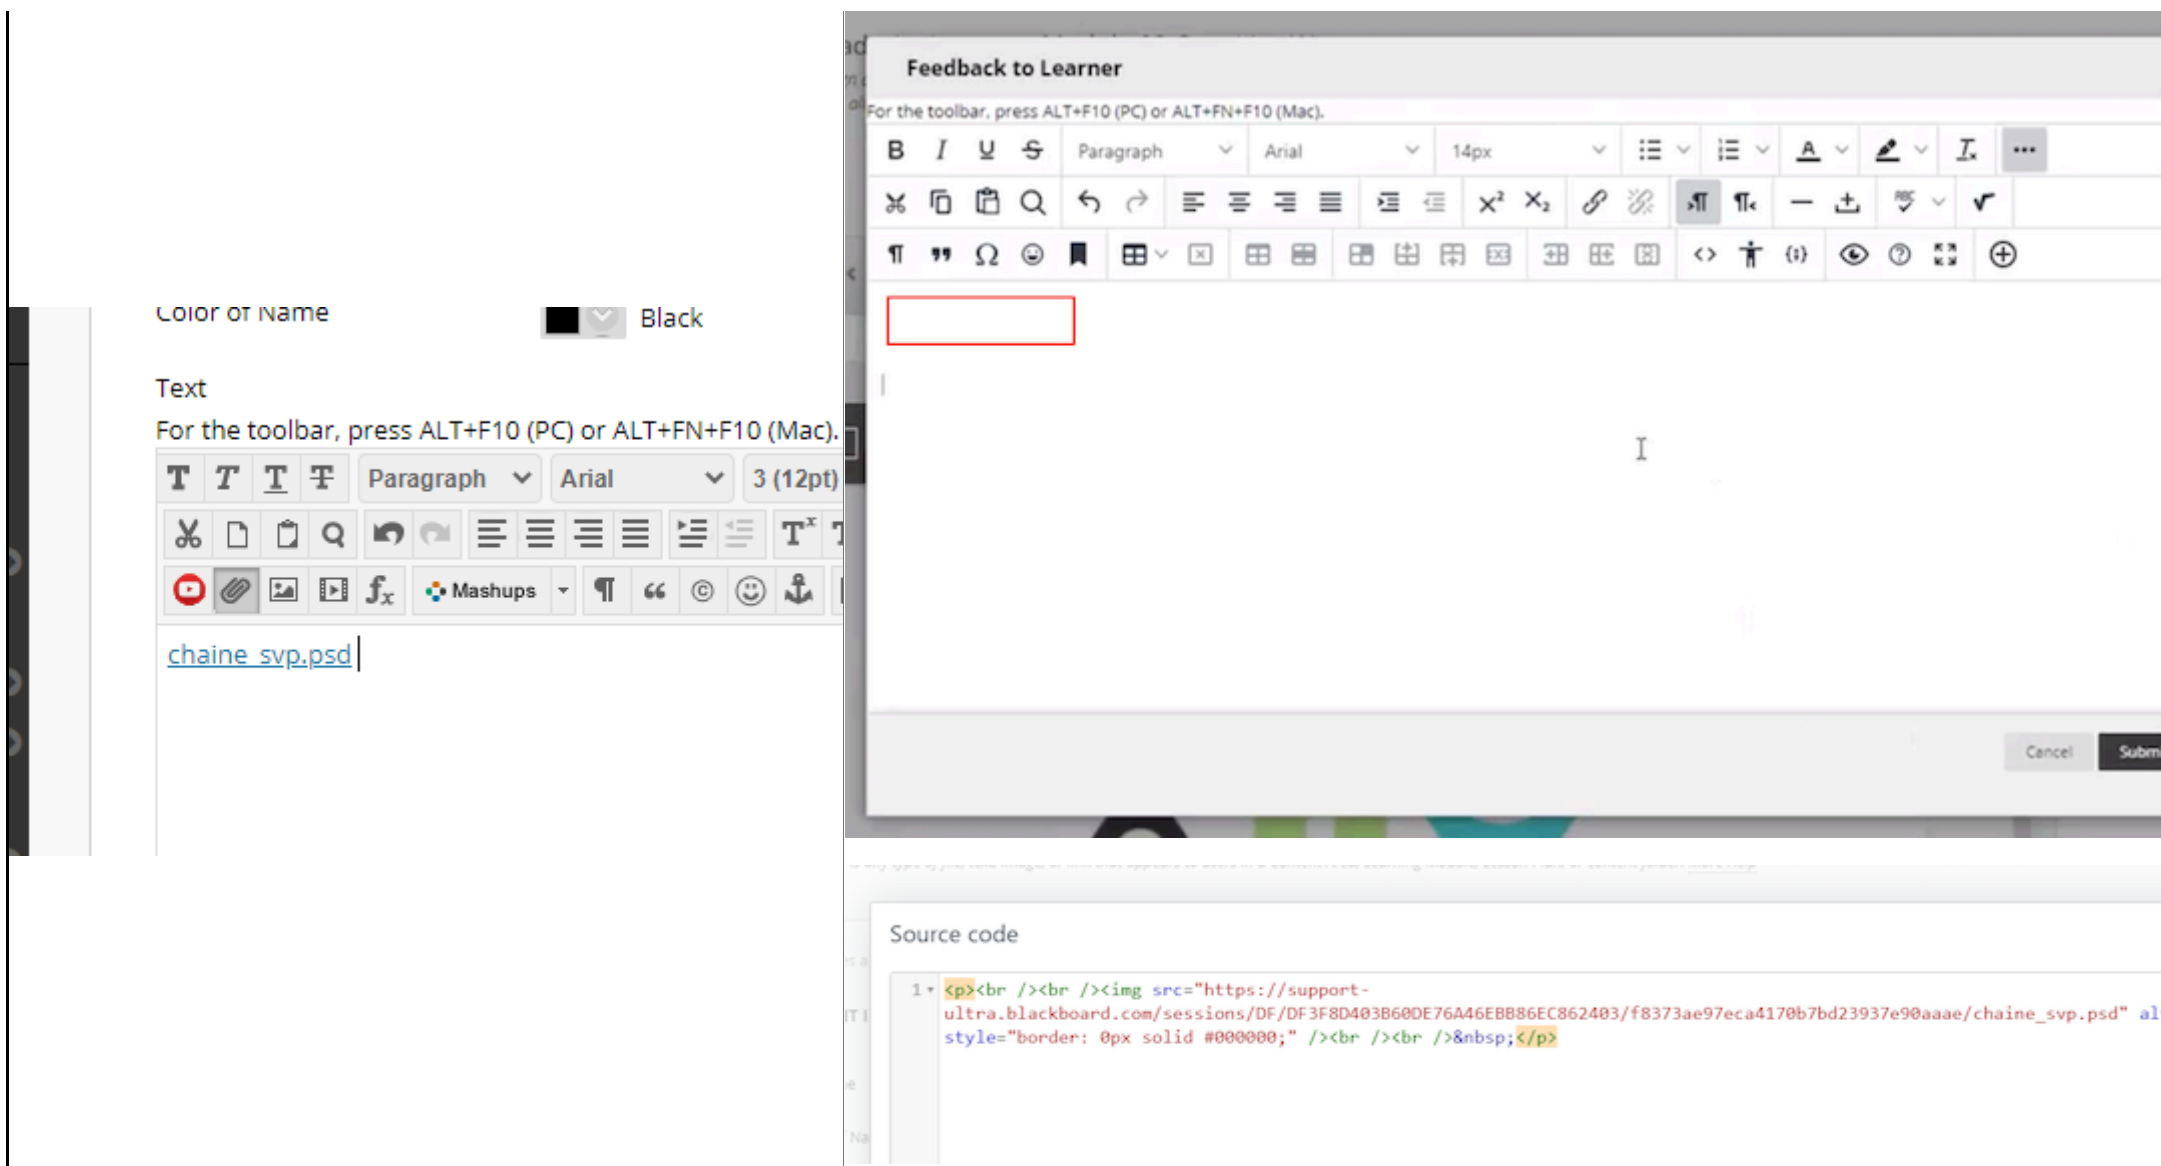 Color of Name
Black
Text
For the toolbar, press ALT+F10 (PC) or ALT+FN+F10 (Mac).
Paragraph
Arial
3 (12pt)
Mashups
chaine_svp.psd
Feedback to Learner
For the toolbar, press ALT+F10 (PC) or ALT+FN+F10 (Mac).
Paragraph
Arial
14px
Cancel
Subm
Source code
1
<p><br /><br /><img src="https://support-
ultra.blackboard.com/sessions/DF/DF3F8D403B60DE76A46EBB86EC862403/f8373ae97eca4170b7bd23937e90aaae/chaine_svp.psd" al
style="border: 0px solid #000000;" /><br /><br />&nbsp;</p>